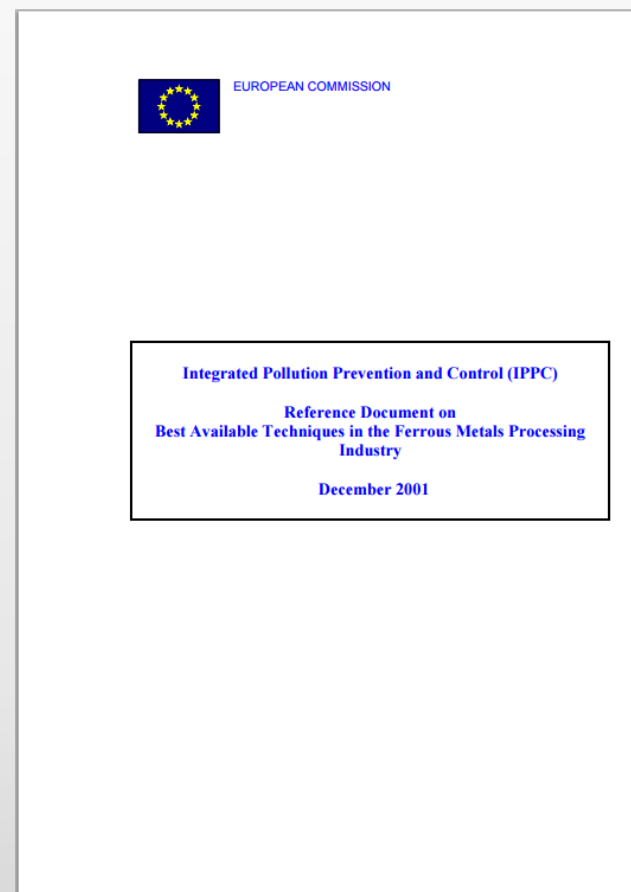 EUROPEAN COMMISSION
Integrated Pollution Prevention and Control (IPPC)
Reference Document on
Best Available Techniques in the Ferrous Metals Processing
Industry
December 2001